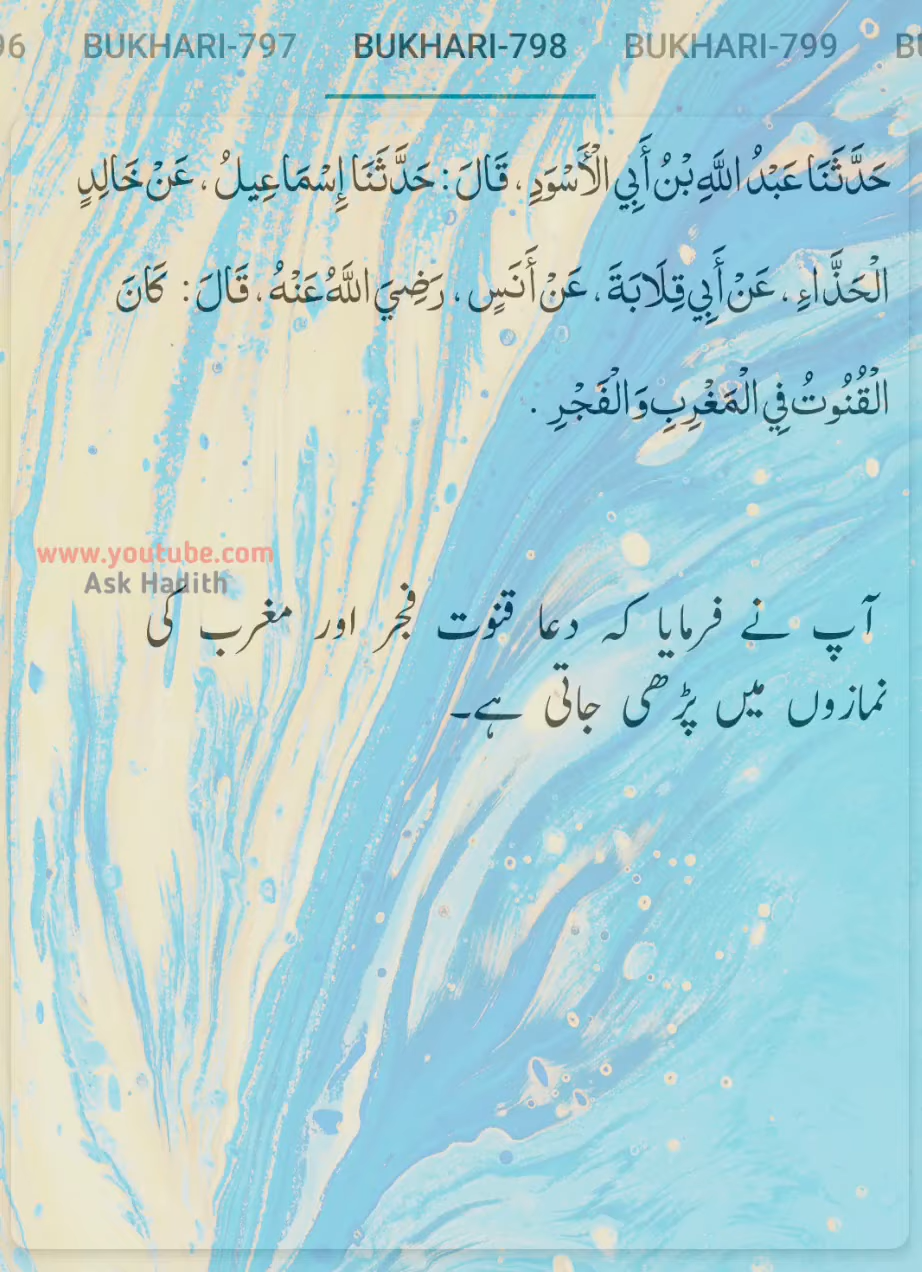 96 BUKHARI-797 BUKHARI-798 BUKHARI-799 BU
حَدَّثَنَا عَبْدُ اللَّهِ بْنُ أَبِي الْأَسْوَدِ، قَالَ: حَدَّثَنَا إِسْمَاعِيلُ، عَنْ خَالِدٍ
الْحَذَّاءِ، عَنْ أَبِي قِلَابَةَ، عَنْ أَنَسٍ، رَضِيَ اللَّهُ عَنْهُ، قَالَ: كَانَ
الْقُنُوتُ فِي الْمَغْرِبِ وَالْفَجْرِ .
www.youtube.com
Ask Hadith
آپ نے فرمایا کہ دعا قنوت فجر اور مغرب کی
نمازوں میں پڑھی جاتی ہے۔